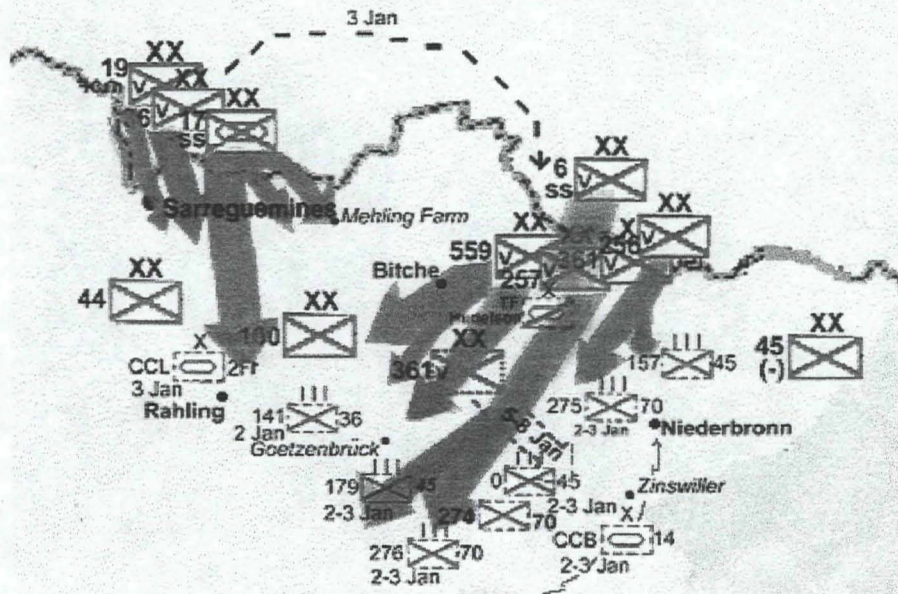 3 Jan
XX
19
XX
XX
17
SS
XX
6
SS
Sarreguemines
Mehling Farm
XX
559
257
361
256
Bitche
TF
Hudelson
XX
44
XX
100
XX
361
X
CCL
3 Jan
Rahling
III
141 36
2 Jan
Goetzenbrück
III
157 45
XX
45
(-)
III
275 70
2-3 Jan
Niederbronn
III
179 45
2-3 Jan
45
2-3 Jan
Zinswiller
274 70
III
276 70
2-3 Jan
X
CCB 14
2-3 Jan